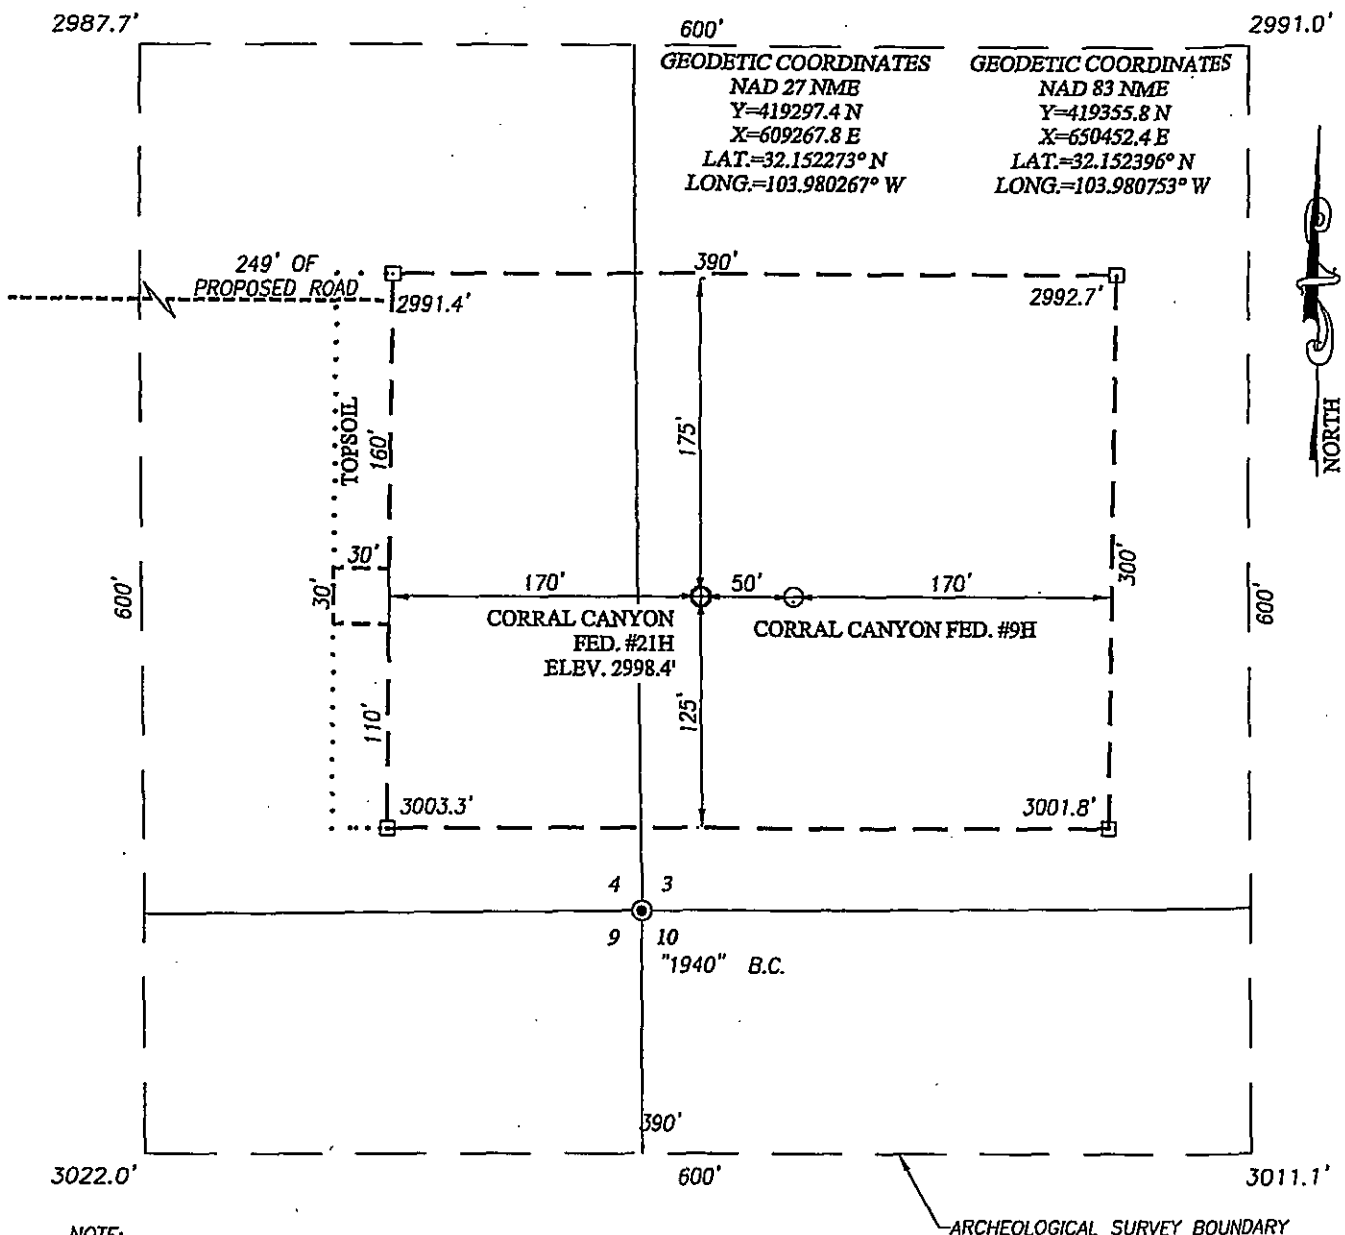 2987.7'
600'
2991.0'
GEODETIC COORDINATES
NAD 27 NME
Y=419297.4 N
X=609267.8 E
LAT.=32.152273° N
LONG.=103.980267° W
GEODETIC COORDINATES
NAD 83 NME
Y=419355.8 N
X=650452.4 E
LAT.=32.152396° N
LONG.=103.980753° W
249' OF
PROPOSED ROAD
390'
2991.4'
2992.7'
NORTH
TOPSOIL
160'
175'
600'
30'
30'
170'
50'
170'
300'
600'
CORRAL CANYON
FED. #21H
ELEV. 2998.4'
CORRAL CANYON FED. #9H
110'
125'
3003.3'
3001.8'
4 3
9 10
"1940" B.C.
390'
3022.0'
600'
3011.1'
NOTE:
ARCHEOLOGICAL SURVEY BOUNDARY